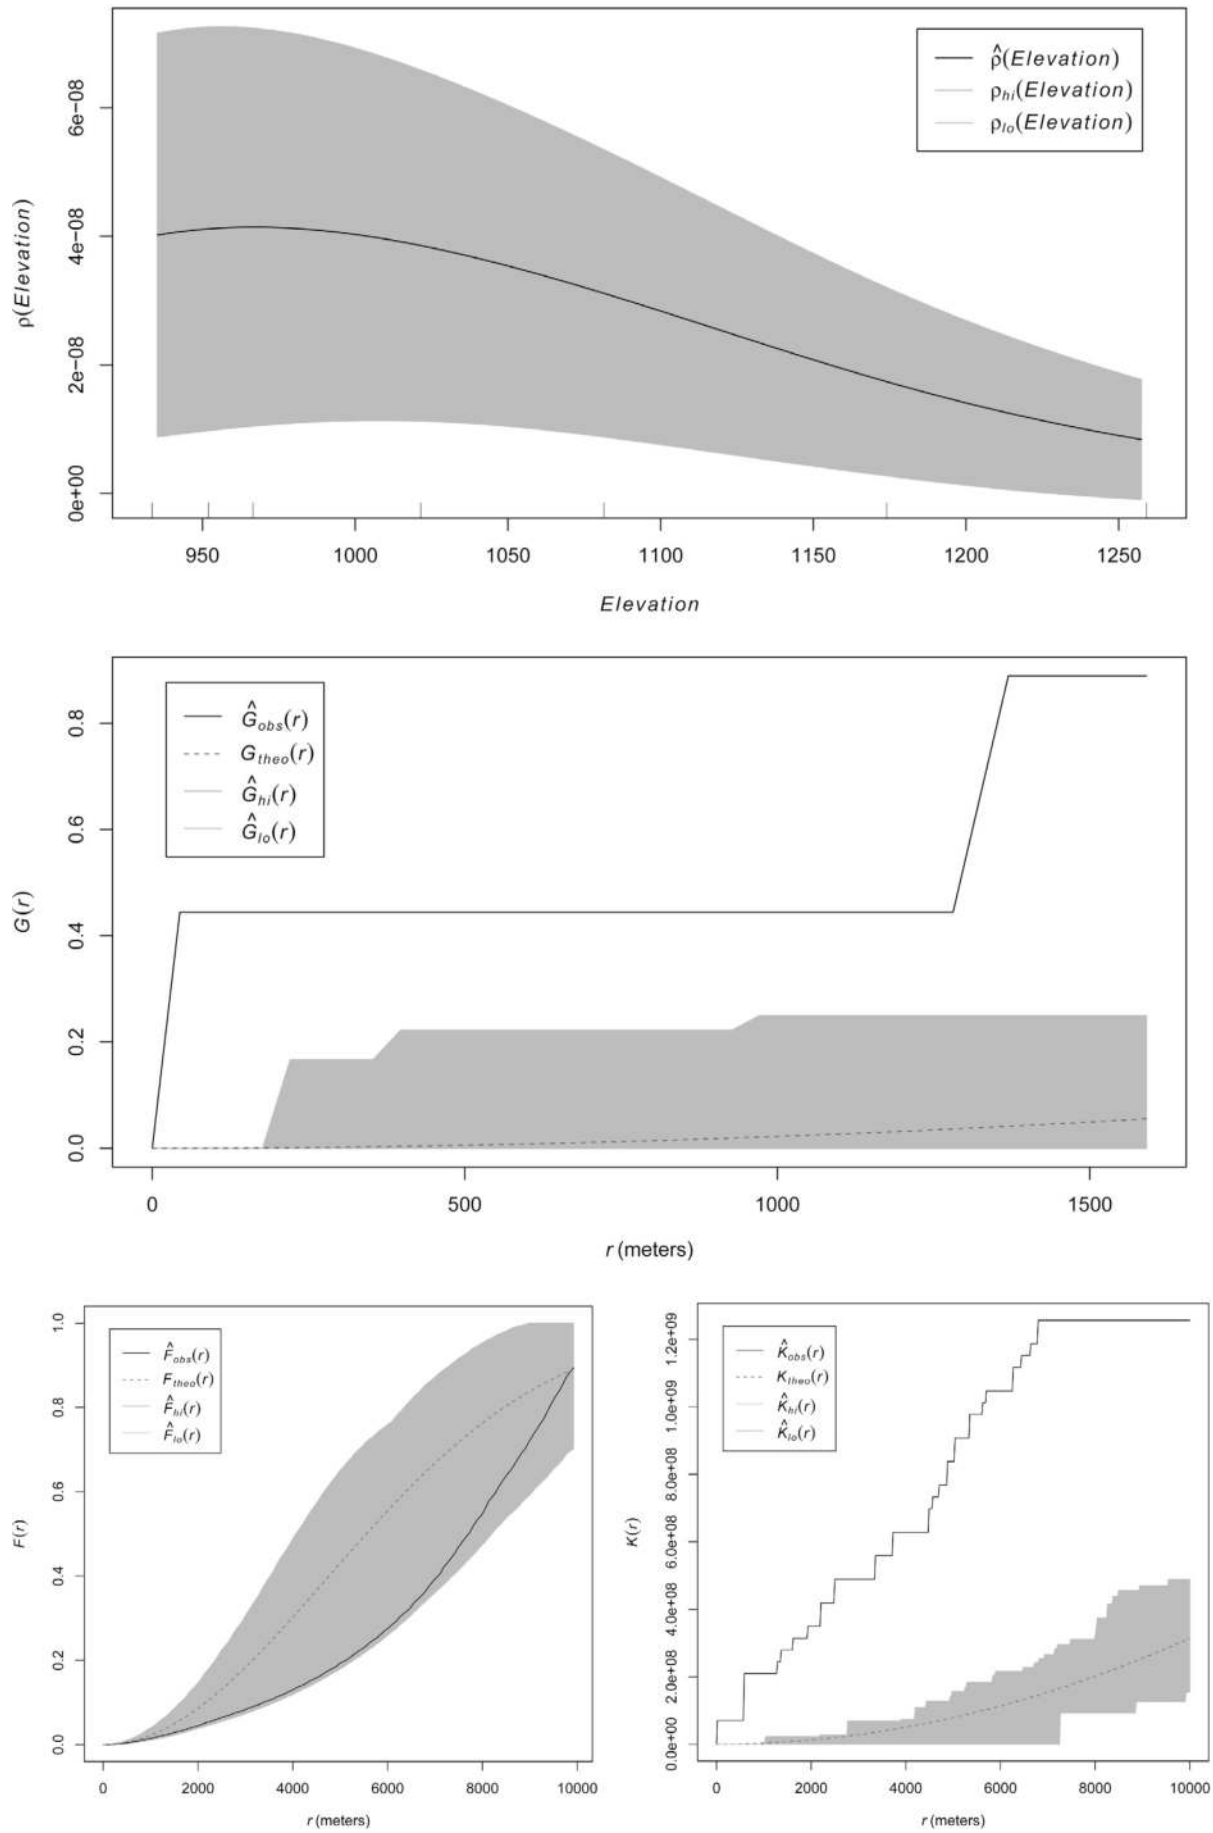 ρ̂(Elevation)
ρhi(Elevation)
ρlo(Elevation)
ρ(Elevation)
6e−08
4e−08
2e−08
0e+00
950 1000 1050 1100 1150 1200 1250
Elevation
Ĝobs(r)
Gtheo(r)
Ĝhi(r)
Ĝlo(r)
G(r)
0.8
0.6
0.4
0.2
0.0
0 500 1000 1500
r (meters)
F̂obs(r)
Ftheo(r)
F̂hi(r)
F̂lo(r)
F(r)
1.0
0.8
0.6
0.4
0.2
0.0
0 2000 4000 6000 8000 10000
r (meters)
K̂obs(r)
Ktheo(r)
K̂hi(r)
K̂lo(r)
K(r)
1.2e+09
1.0e+09
8.0e+08
6.0e+08
4.0e+08
2.0e+08
0.0e+00
0 2000 4000 6000 8000 10000
r (meters)